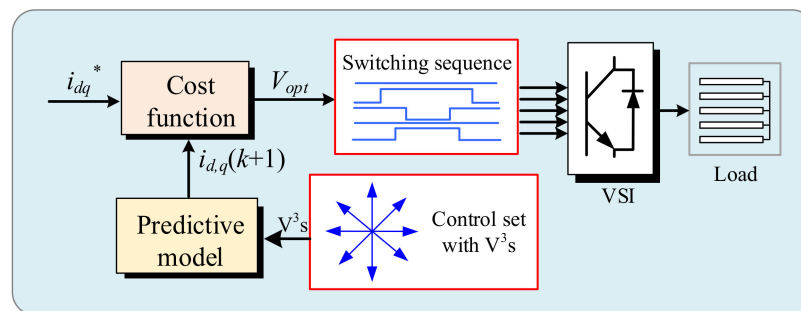 i_dq*
Cost
function
V_opt
Switching sequence
VSI
Load
i_d,q(k+1)
Predictive
model
V³s
Control set
with V³s